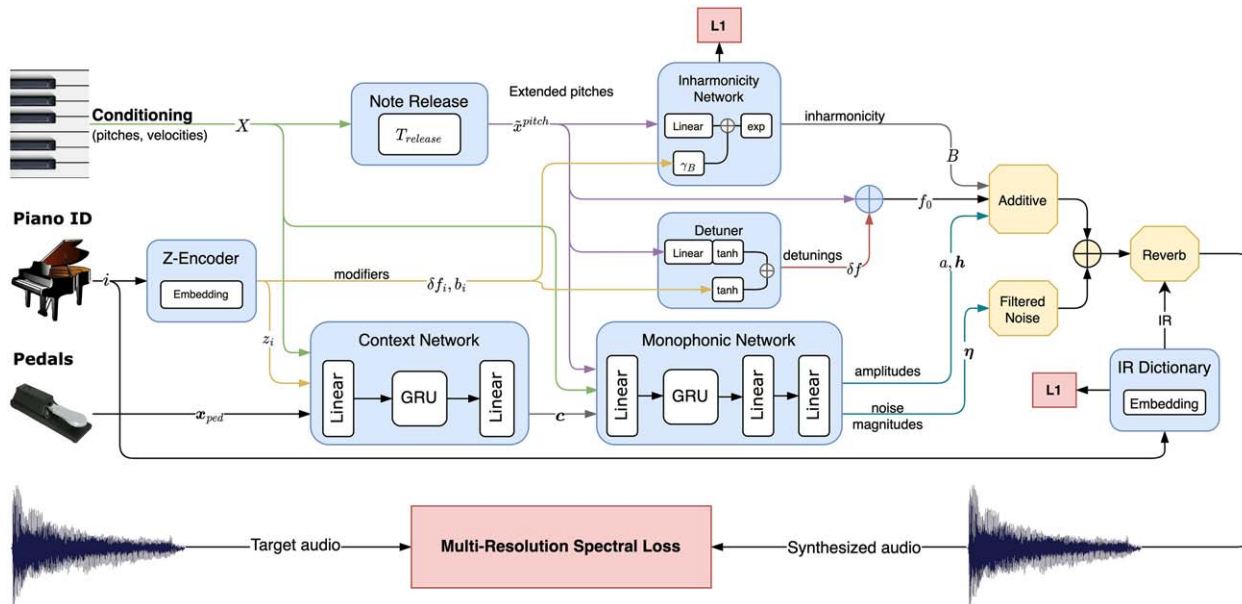 L1
Inharmonicity
Network
Linear
exp
γ_B
inharmonicity
Conditioning
(pitches, velocities)
X
Note Release
T_release
Extended pitches
x̃^pitch
B
Additive
f_0
Piano ID
i
Z-Encoder
Embedding
modifiers
δf_i, b_i
Detuner
Linear
tanh
tanh
detunings
δf
a, h
Reverb
Filtered
Noise
IR
η
z_i
Context Network
Linear
GRU
Linear
c
Monophonic Network
Linear
GRU
Linear
Linear
amplitudes
noise
magnitudes
Pedals
x_ped
L1
IR Dictionary
Embedding
Target audio
Multi-Resolution Spectral Loss
Synthesized audio